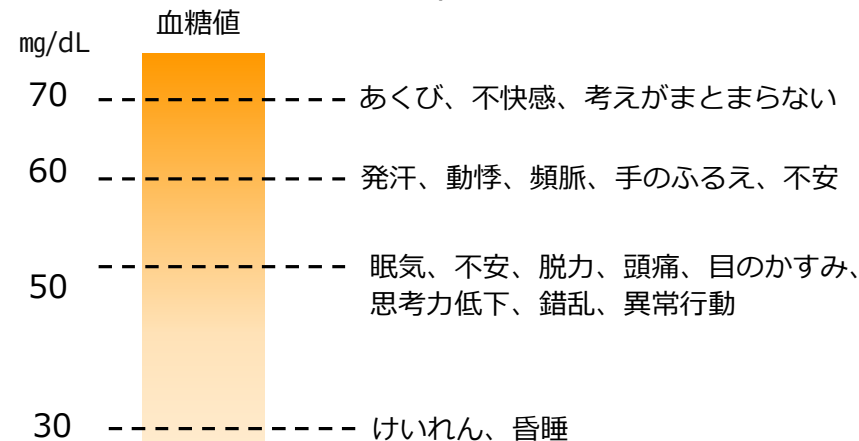 血糖値
mg/dL
70 あくび、不快感、考えがまとまらない
60 発汗、動悸、頻脈、手のふるえ、不安
50 眠気、不安、脱力、頭痛、目のかすみ、
思考力低下、錯乱、異常行動
30 けいれん、昏睡